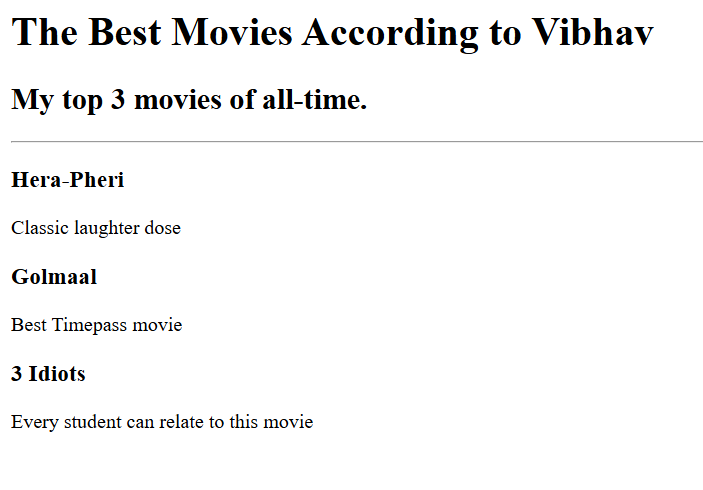 The Best Movies According to Vibhav
My top 3 movies of all-time.
Hera-Pheri
Classic laughter dose
Golmaal
Best Timepass movie
3 Idiots
Every student can relate to this movie